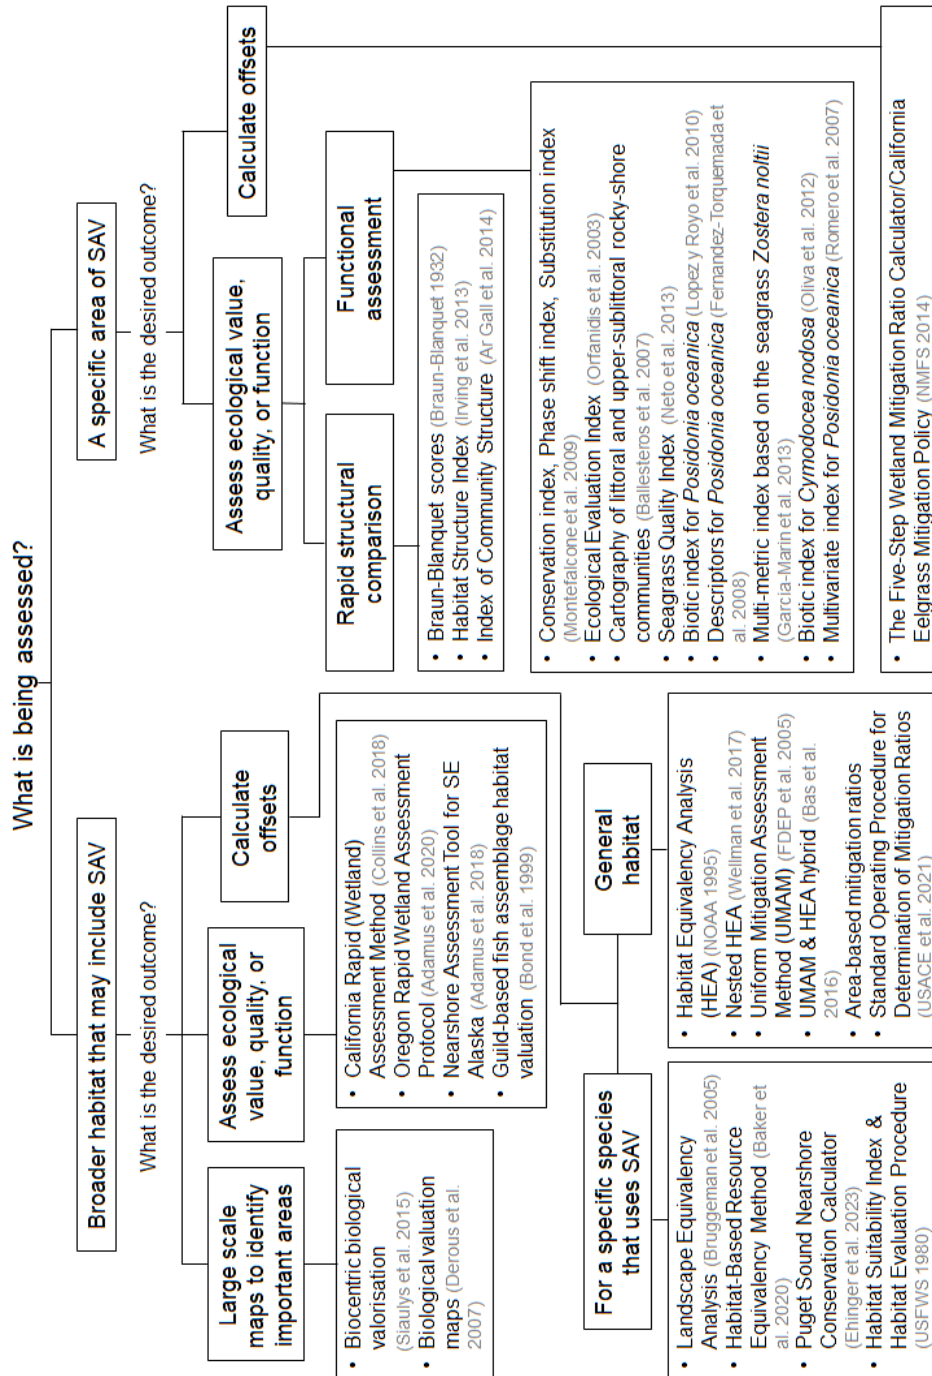 What is being assessed?
Broader habitat that may include SAV
What is the desired outcome?
Large scale
maps to identify
important areas
• Biocentric biological
valorisation
(Siaulys et al. 2015)
• Biological valuation
maps (Derous et al.
2007)
Assess ecological
value, quality, or
function
• California Rapid (Wetland)
Assessment Method (Collins et al. 2018)
• Oregon Rapid Wetland Assessment
Protocol (Adamus et al. 2020)
• Nearshore Assessment Tool for SE
Alaska (Adamus et al. 2018)
• Guild-based fish assemblage habitat
valuation (Bond et al. 1999)
Calculate
offsets
For a specific species
that uses SAV
• Landscape Equivalency
Analysis (Bruggeman et al. 2005)
• Habitat-Based Resource
Equivalency Method (Baker et
al. 2020)
• Puget Sound Nearshore
Conservation Calculator
(Ehinger et al. 2023)
• Habitat Suitability Index &
Habitat Evaluation Procedure
(USFWS 1980)
General
habitat
• Habitat Equivalency Analysis
(HEA) (NOAA 1995)
• Nested HEA (Wellman et al. 2017)
• Uniform Mitigation Assessment
Method (UMAM) (FDEP et al. 2005)
• UMAM & HEA hybrid (Bas et al.
2016)
• Area-based mitigation ratios
• Standard Operating Procedure for
Determination of Mitigation Ratios
(USACE et al. 2021)
A specific area of SAV
What is the desired outcome?
Assess ecological value,
quality, or function
Rapid structural
comparison
• Braun-Blanquet scores (Braun-Blanquet 1932)
• Habitat Structure Index (Irving et al. 2013)
• Index of Community Structure (Ar Gall et al. 2014)
Functional
assessment
• Conservation index, Phase shift index, Substitution index
(Montefalcone et al. 2009)
• Ecological Evaluation Index (Orfanidis et al. 2003)
• Cartography of littoral and upper-sublittoral rocky-shore
communities (Ballesteros et al. 2007)
• Seagrass Quality Index (Neto et al. 2013)
• Biotic index for Posidonia oceanica (Lopez y Royo et al. 2010)
• Descriptors for Posidonia oceanica (Fernandez-Torquemada et
al. 2008)
• Multi-metric index based on the seagrass Zostera noltii
(Garcia-Marin et al. 2013)
• Biotic index for Cymodocea nodosa (Oliva et al. 2012)
• Multivariate index for Posidonia oceanica (Romero et al. 2007)
Calculate offsets
• The Five-Step Wetland Mitigation Ratio Calculator/California
Eelgrass Mitigation Policy (NMFS 2014)